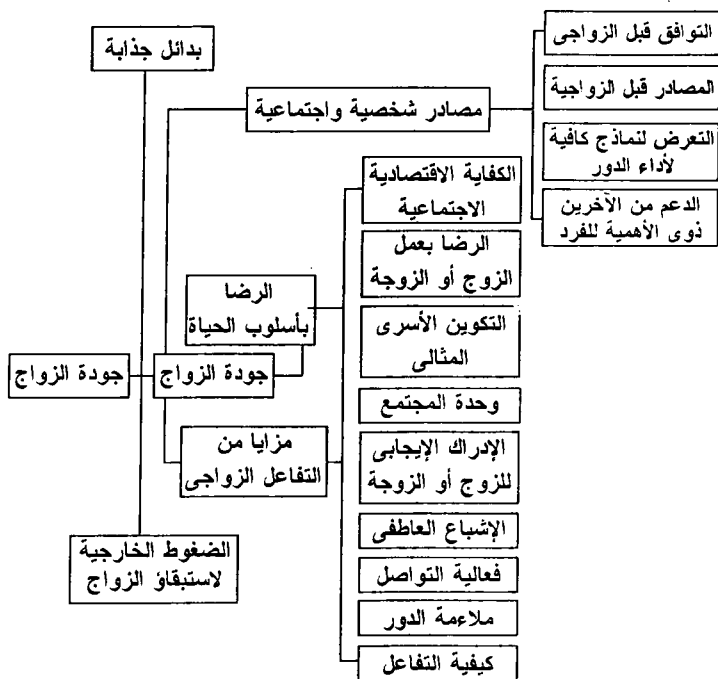 بدائل جذابة
مصادر شخصية واجتماعية
التوافق قبل الزواجى
المصادر قبل الزواجية
التعرض لنماذج كافية
لأداء الدور
الدعم من الآخرين
ذوى الأهمية للفرد
الكفاية الاقتصادية
الاجتماعية
الرضا بعمل
الزوج أو الزوجة
الرضا
بأسلوب الحياة
التكوين الأسرى
المثالى
جودة الزواج
جودة الزواج
وحدة المجتمع
مزايا من
التفاعل الزواجى
الإدراك الإيجابى
للزوج أو الزوجة
الإشباع العاطفى
الضغوط الخارجية
لاستبقاؤ الزواج
فعالية التواصل
ملاءمة الدور
كيفية التفاعل